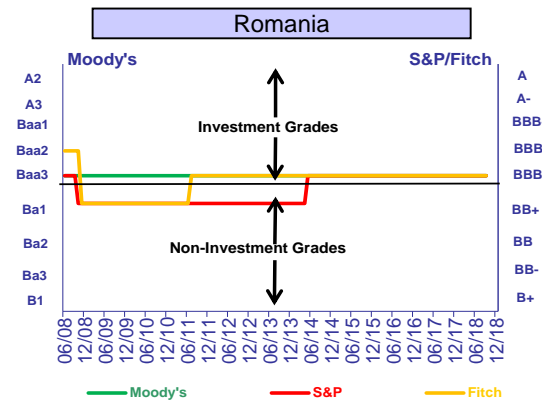 Romania
Moody's S&P/Fitch
A2 A
A3 A-
Baa1 BBB
Investment Grades
Baa2 BBB
Baa3 BBB
Ba1 BB+
Ba2 BB
Non-Investment Grades
Ba3 BB-
B1 B+
06/08 12/08 06/09 12/09 06/10 12/10 06/11 12/11 06/12 12/12 06/13 12/13 06/14 12/14 06/15 12/15 06/16 12/16 06/17 12/17 06/18 12/18
Moody's S&P Fitch